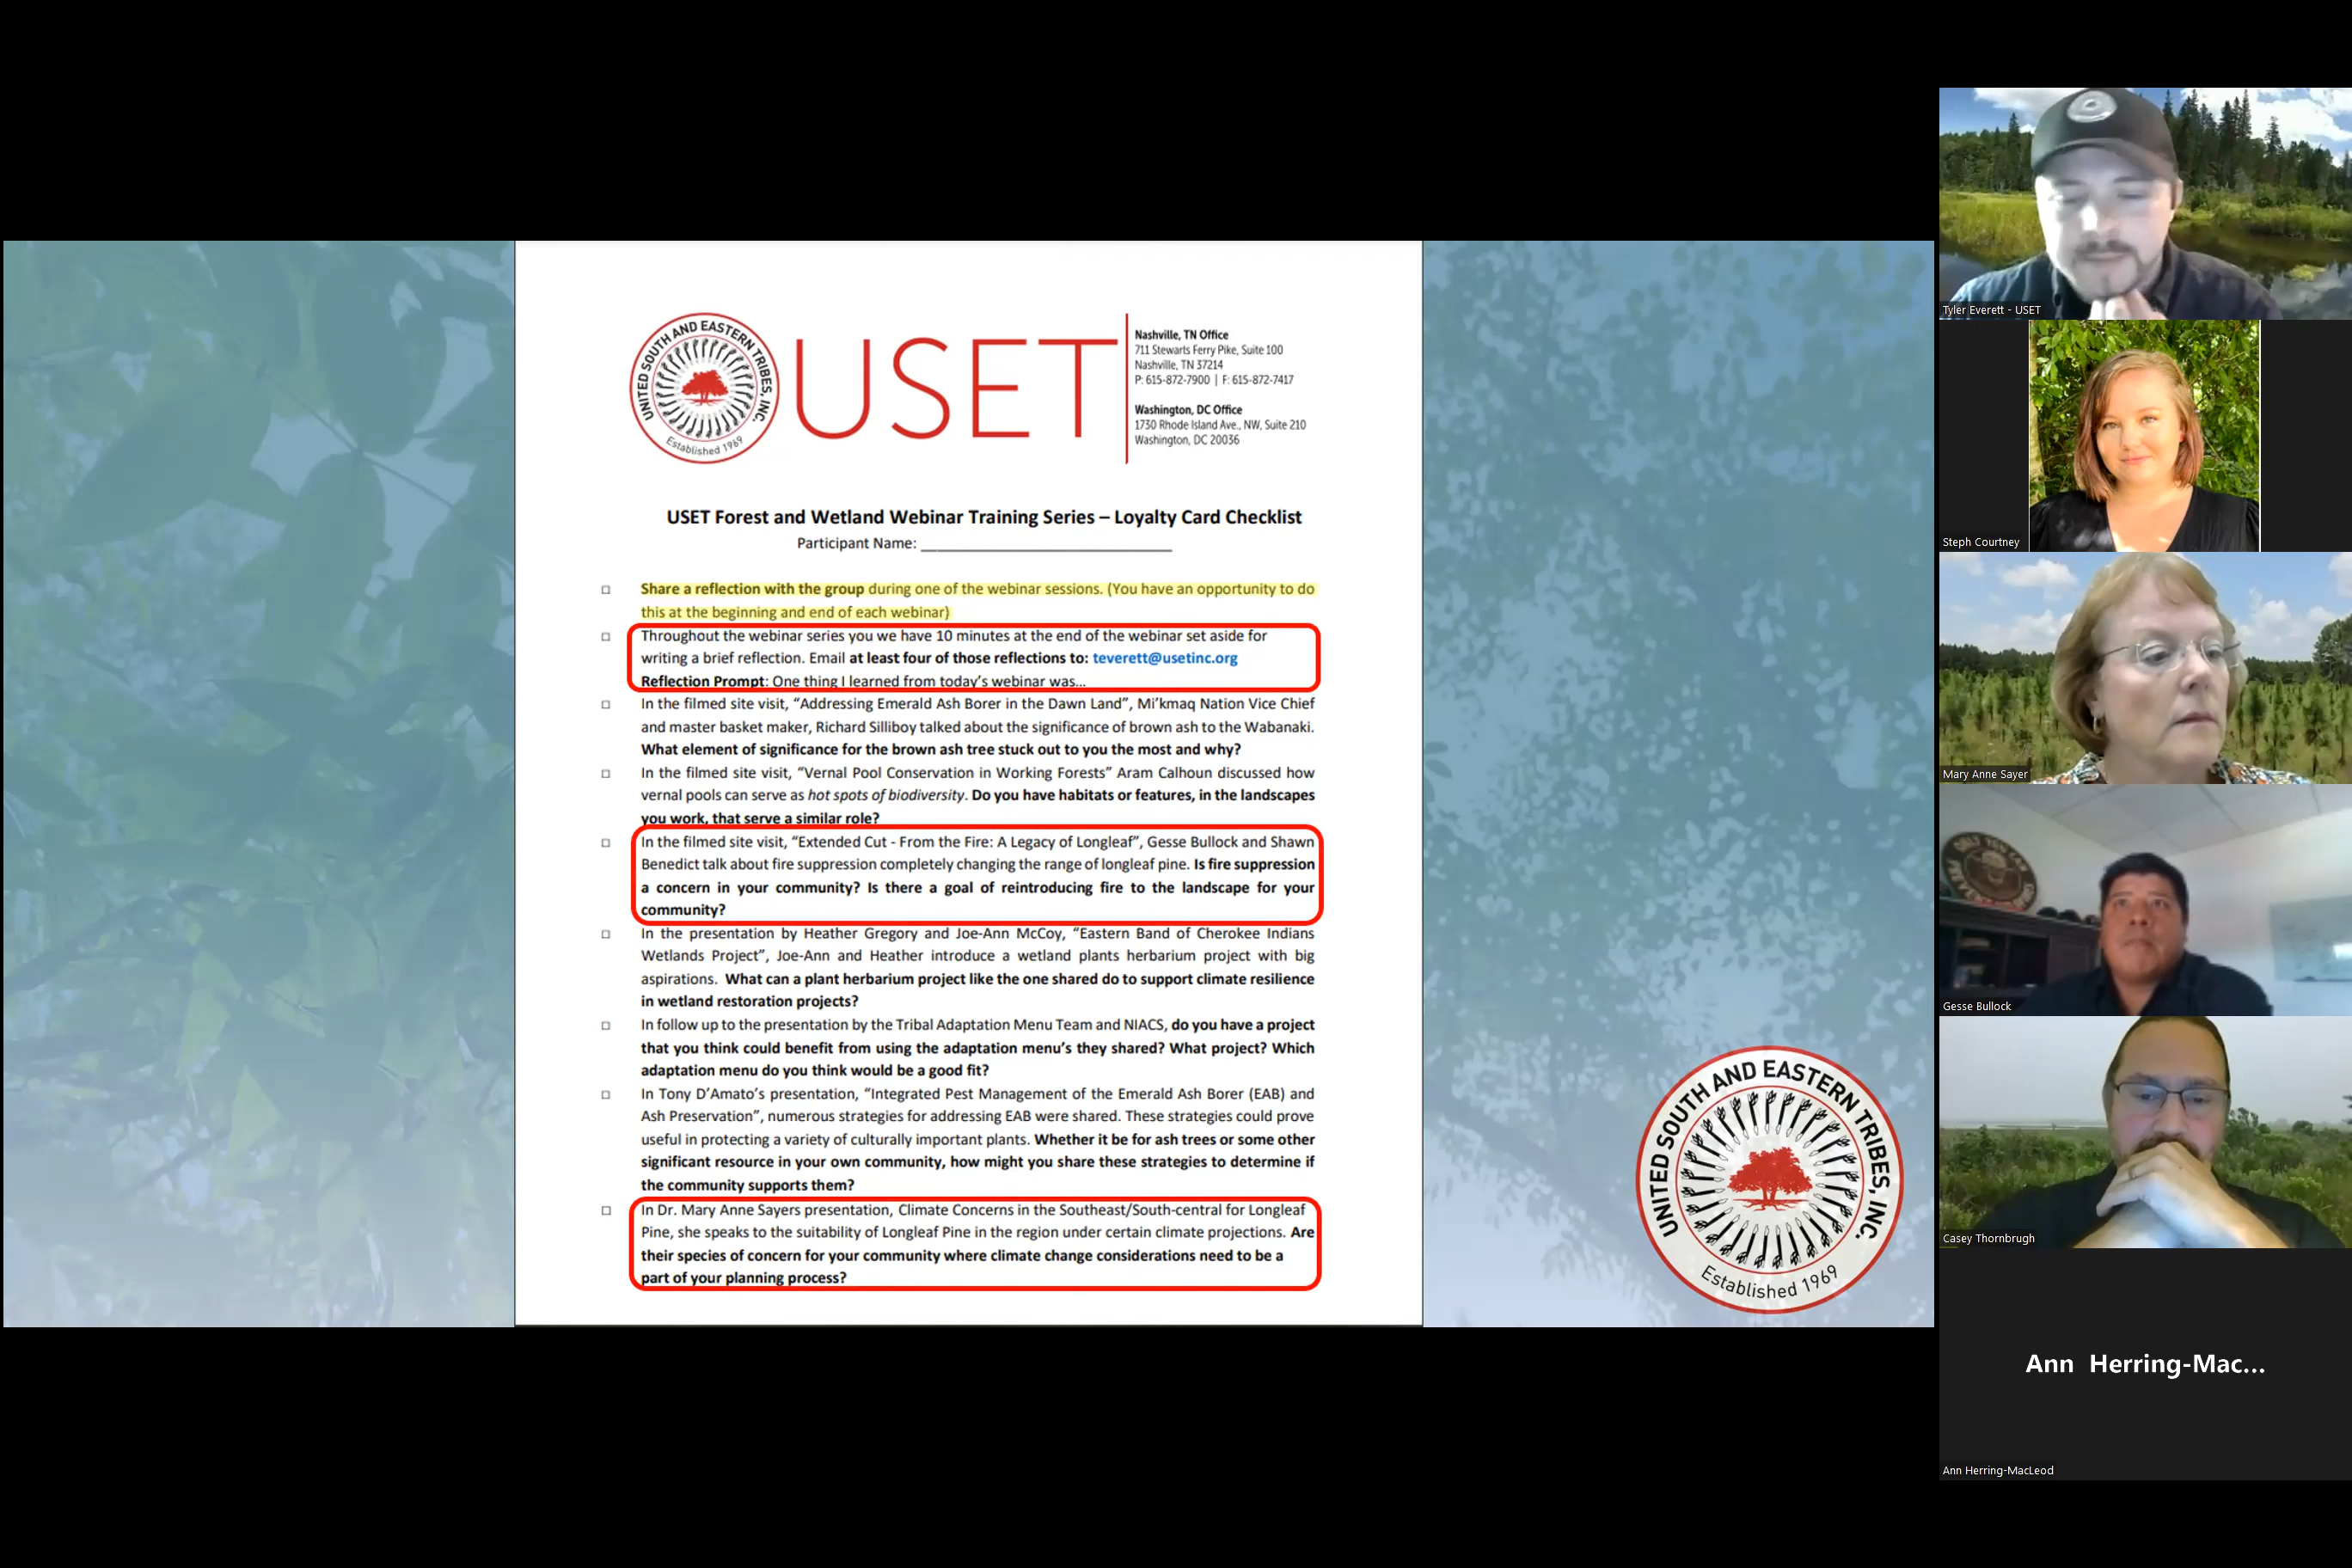 UNITED SOUTH AND EASTERN TRIBES, INC.
Established 1969
USET
Nashville, TN Office
711 Stewarts Ferry Pike, Suite 100
Nashville, TN 37214
P: 615-872-7900 | F: 615-872-7417
Washington, DC Office
1730 Rhode Island Ave., NW, Suite 210
Washington, DC 20036
USET Forest and Wetland Webinar Training Series – Loyalty Card Checklist
Participant Name: ______________________________
Share a reflection with the group during one of the webinar sessions. (You have an opportunity to do
this at the beginning and end of each webinar)
Throughout the webinar series you we have 10 minutes at the end of the webinar set aside for
writing a brief reflection. Email at least four of those reflections to: teverett@usetinc.org
Reflection Prompt: One thing I learned from today’s webinar was…
In the filmed site visit, “Addressing Emerald Ash Borer in the Dawn Land”, Mi’kmaq Nation Vice Chief
and master basket maker, Richard Silliboy talked about the significance of brown ash to the Wabanaki.
What element of significance for the brown ash tree stuck out to you the most and why?
In the filmed site visit, “Vernal Pool Conservation in Working Forests” Aram Calhoun discussed how
vernal pools can serve as hot spots of biodiversity. Do you have habitats or features, in the landscapes
you work, that serve a similar role?
In the filmed site visit, “Extended Cut - From the Fire: A Legacy of Longleaf”, Gesse Bullock and Shawn
Benedict talk about fire suppression completely changing the range of longleaf pine. Is fire suppression
a concern in your community? Is there a goal of reintroducing fire to the landscape for your
community?
In the presentation by Heather Gregory and Joe-Ann McCoy, “Eastern Band of Cherokee Indians
Wetlands Project”, Joe-Ann and Heather introduce a wetland plants herbarium project with big
aspirations. What can a plant herbarium project like the one shared do to support climate resilience
in wetland restoration projects?
In follow up to the presentation by the Tribal Adaptation Menu Team and NIACS, do you have a project
that you think could benefit from using the adaptation menu’s they shared? What project? Which
adaptation menu do you think would be a good fit?
In Tony D’Amato’s presentation, “Integrated Pest Management of the Emerald Ash Borer (EAB) and
Ash Preservation”, numerous strategies for addressing EAB were shared. These strategies could prove
useful in protecting a variety of culturally important plants. Whether it be for ash trees or some other
significant resource in your own community, how might you share these strategies to determine if
the community supports them?
In Dr. Mary Anne Sayers presentation, Climate Concerns in the Southeast/South-central for Longleaf
Pine, she speaks to the suitability of Longleaf Pine in the region under certain climate projections. Are
their species of concern for your community where climate change considerations need to be a
part of your planning process?
UNITED SOUTH AND EASTERN TRIBES, INC.
Established 1969
Tyler Everett - USET
Steph Courtney
Mary Anne Sayer
Gesse Bullock
Casey Thornbrugh
Ann Herring-Mac...
Ann Herring-MacLeod